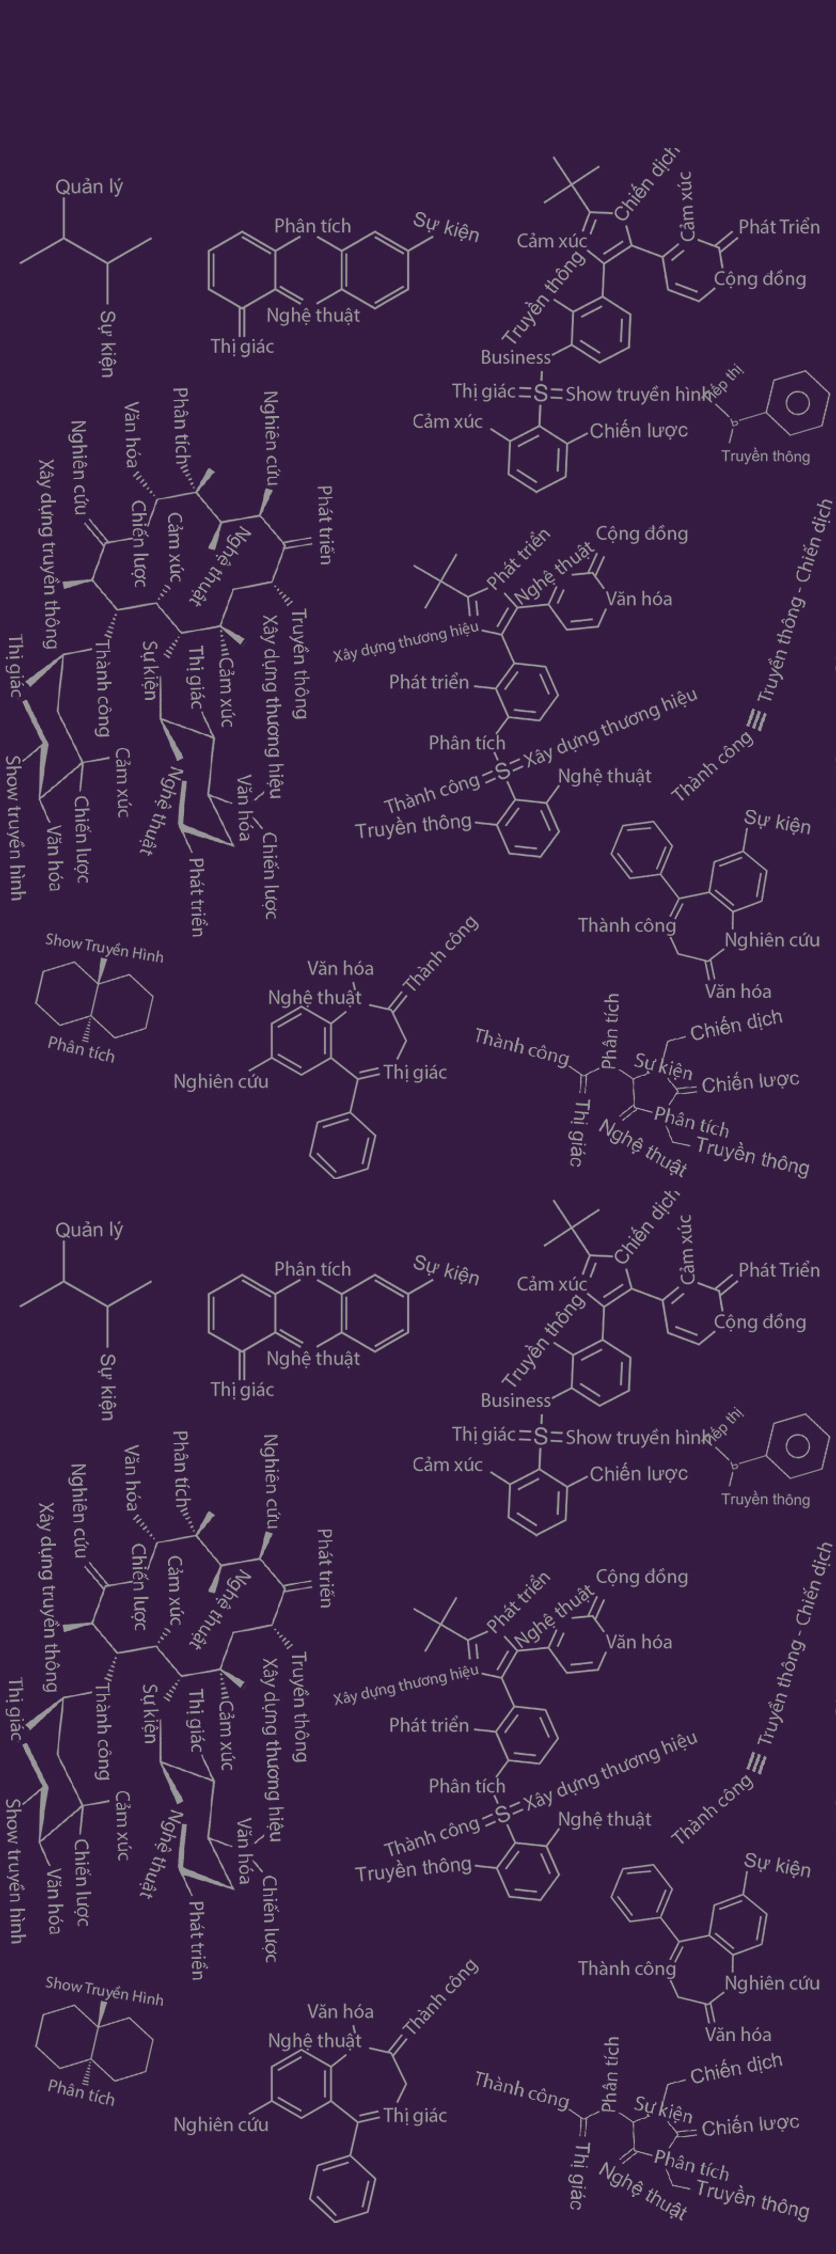 Quản lý
Sự kiện
Phân tích
Sự kiện
Nghệ thuật
Thị giác
Chiến dịch
Cảm xúc
Cảm xúc
Phát Triển
Cộng đồng
Truyền thông
Business
Thị giác
S
Show truyền hình
Cảm xúc
Chiến lược
Truyền thông
Nghiên cứu
Phân tích
Văn hóa
Nghiên cứu
Xây dựng truyền thông
Phát triển
Chiến lược
Cảm xúc
Nghệ thuật
Truyền thông
Xây dựng thương hiệu
Thành công
Sự kiện
Thị giác
Cảm xúc
Thị giác
Show truyền hình
Cảm xúc
Chiến lược
Văn hóa
Nghệ thuật
Văn hóa
Chiến lược
Phát triển
Cộng đồng
Phát triển
Nghệ thuật
Văn hóa
Xây dựng thương hiệu
Phát triển
Phân tích
Xây dựng thương hiệu
S
Thành công
Nghệ thuật
Truyền thông
Truyền thông - Chiến dịch
Thành công
Sự kiện
Thành công
Nghiên cứu
Văn hóa
Show Truyền Hình
Phân tích
Văn hóa
Thành công
Nghệ thuật
Nghiên cứu
Thị giác
Thành công
Phân tích
Chiến dịch
Sự kiện
Chiến lược
Thị giác
Phân tích
Nghệ thuật
Truyền thông
Quản lý
Sự kiện
Phân tích
Sự kiện
Nghệ thuật
Thị giác
Chiến dịch
Cảm xúc
Cảm xúc
Phát Triển
Cộng đồng
Truyền thông
Business
Thị giác
S
Show truyền hình
Cảm xúc
Chiến lược
Truyền thông
Nghiên cứu
Phân tích
Văn hóa
Nghiên cứu
Xây dựng truyền thông
Phát triển
Chiến lược
Cảm xúc
Nghệ thuật
Truyền thông
Xây dựng thương hiệu
Thành công
Sự kiện
Thị giác
Cảm xúc
Thị giác
Show truyền hình
Cảm xúc
Chiến lược
Văn hóa
Nghệ thuật
Văn hóa
Chiến lược
Phát triển
Cộng đồng
Phát triển
Nghệ thuật
Văn hóa
Xây dựng thương hiệu
Phát triển
Phân tích
Xây dựng thương hiệu
S
Thành công
Nghệ thuật
Truyền thông
Truyền thông - Chiến dịch
Thành công
Sự kiện
Thành công
Nghiên cứu
Văn hóa
Show Truyền Hình
Phân tích
Văn hóa
Thành công
Nghệ thuật
Nghiên cứu
Thị giác
Thành công
Phân tích
Chiến dịch
Sự kiện
Chiến lược
Thị giác
Phân tích
Nghệ thuật
Truyền thông